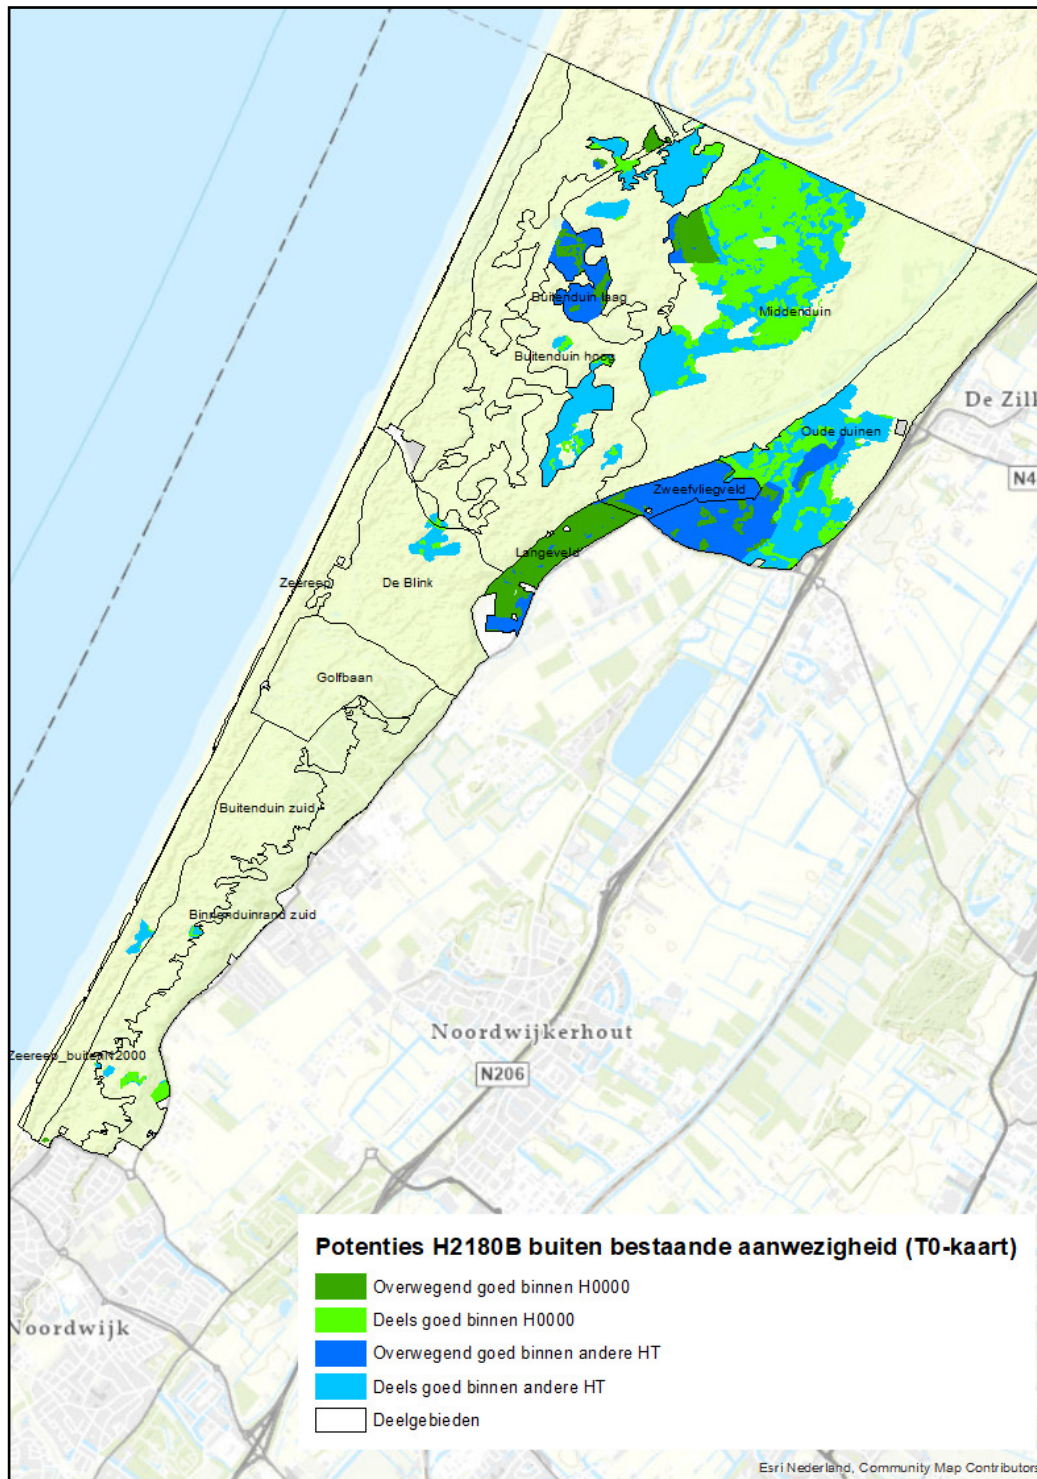 Buitenduin laag
Middenduin
Buitenduin hoog
De Zilk
Oude duinen
N4
Zweefvliegveld
Langeveld
Zeereep
De Blink
Golfbaan
Buitenduin zuid
Binnenduinrand zuid
Noordwijkerhout
Zeereep_buitenN2000
N206
Noordwijk
Potenties H2180B buiten bestaande aanwezigheid (T0-kaart)
Overwegend goed binnen H0000
Deels goed binnen H0000
Overwegend goed binnen andere HT
Deels goed binnen andere HT
Deelgebieden
Esri Nederland, Community Map Contributors